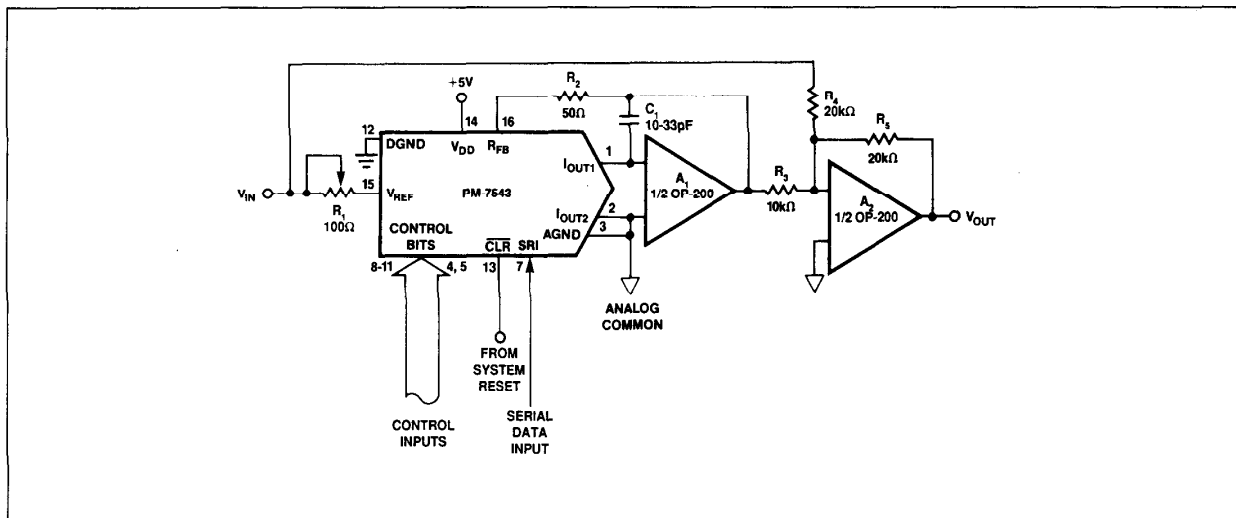 +5V
R2
50Ω
C1
10-33pF
R4
20kΩ
R5
20kΩ
12
14
16
DGND
VDD
RFB
1
IOUT1
A1
1/2 OP-200
R3
10kΩ
A2
1/2 OP-200
VOUT
VIN
15
VREF
PM-7643
R1
100Ω
IOUT2
2
AGND
3
CONTROL
BITS
CLR
SRI
8-11
4, 5
13
7
ANALOG
COMMON
FROM
SYSTEM
RESET
CONTROL
INPUTS
SERIAL
DATA
INPUT